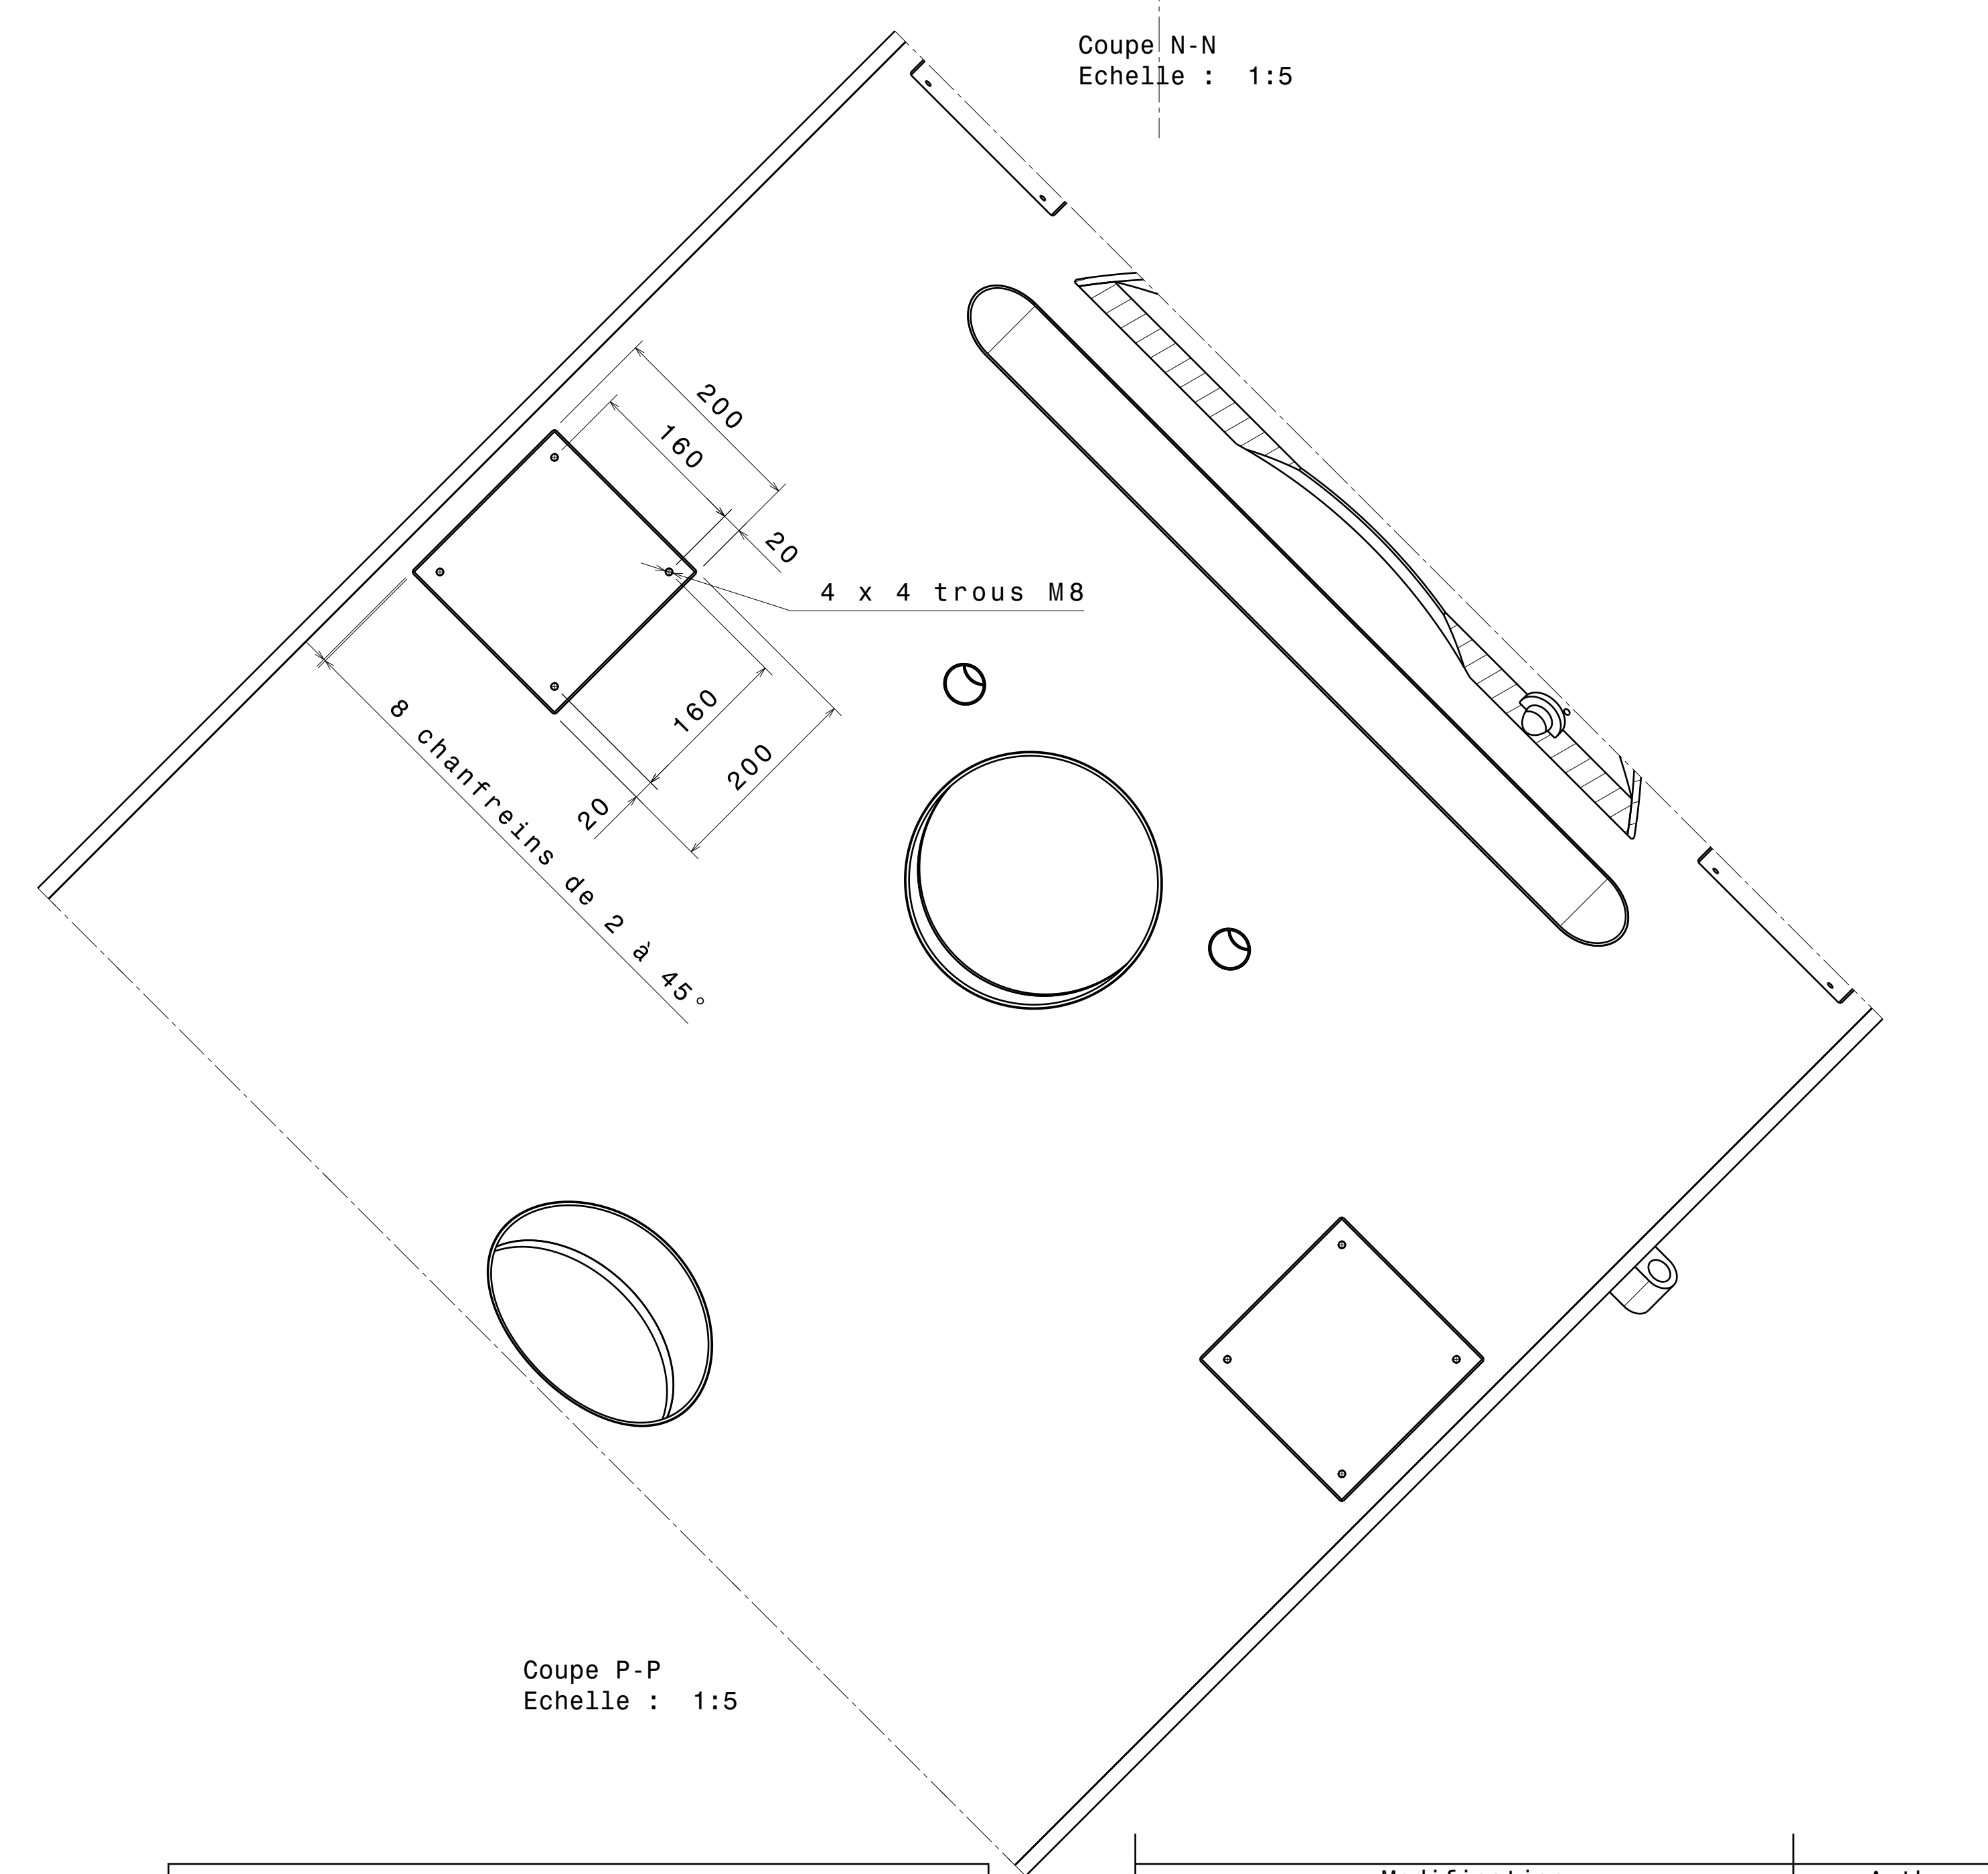 Coupe N-N
Echelle : 1:5
200
160
20
4 x 4 trous M8
160
200
20
8 chanfreins de 2 à 45°
Coupe P-P
Echelle : 1:5